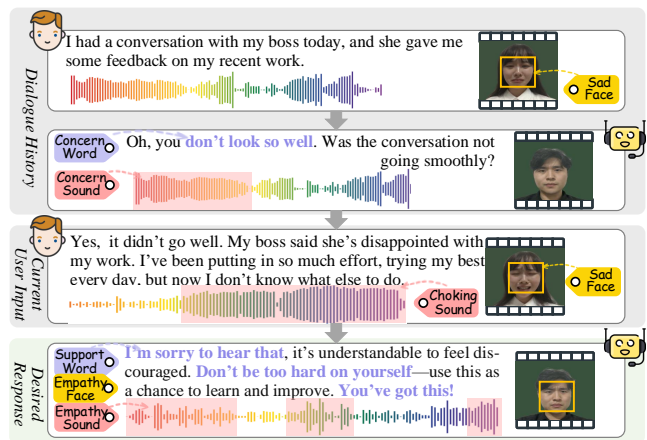 Dialogue History
I had a conversation with my boss today, and she gave me
some feedback on my recent work.
Sad
Face
Concern
Word
Oh, you don't look so well. Was the conversation not
going smoothly?
Concern
Sound
Current
User Input
Yes, it didn't go well. My boss said she's disappointed with
my work. I've been putting in so much effort, trying my best
every day, but now I don't know what else to do.
Sad
Face
Choking
Sound
Desired
Response
Support
Word
I'm sorry to hear that, it's understandable to feel dis-
couraged. Don't be too hard on yourself—use this as
a chance to learn and improve. You've got this!
Empathy
Face
Empathy
Sound